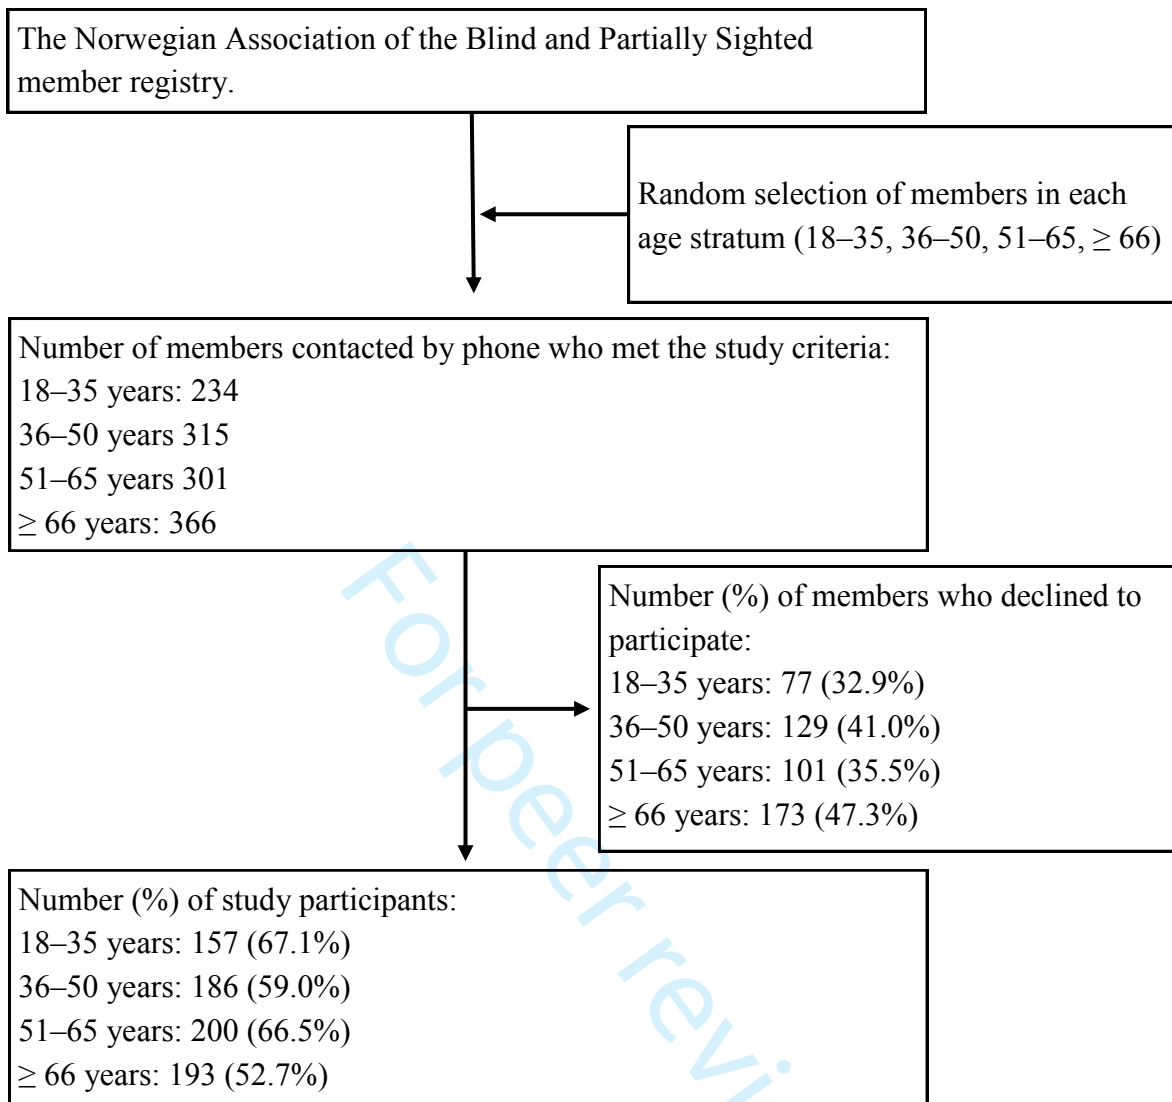 The Norwegian Association of the Blind and Partially Sighted
member registry.
Random selection of members in each
age stratum (18–35, 36–50, 51–65, ≥ 66)
Number of members contacted by phone who met the study criteria:
18–35 years: 234
36–50 years 315
51–65 years 301
≥ 66 years: 366
Number (%) of members who declined to
participate:
18–35 years: 77 (32.9%)
36–50 years: 129 (41.0%)
51–65 years: 101 (35.5%)
≥ 66 years: 173 (47.3%)
Number (%) of study participants:
18–35 years: 157 (67.1%)
36–50 years: 186 (59.0%)
51–65 years: 200 (66.5%)
≥ 66 years: 193 (52.7%)
For peer revi